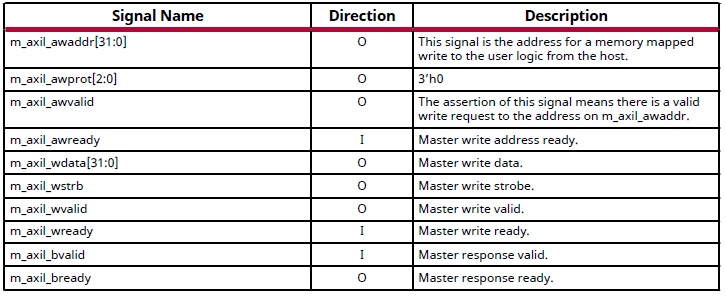 Signal Name Direction Description
m_axil_awaddr[31:0] O This signal is the address for a memory mapped
write to the user logic from the host.
m_axil_awprot[2:0] O 3’h0
m_axil_awvalid O The assertion of this signal means there is a valid
write request to the address on m_axil_awaddr.
m_axil_awready I Master write address ready.
m_axil_wdata[31:0] O Master write data.
m_axil_wstrb O Master write strobe.
m_axil_wvalid O Master write valid.
m_axil_wready I Master write ready.
m_axil_bvalid I Master response valid.
m_axil_bready O Master response ready.